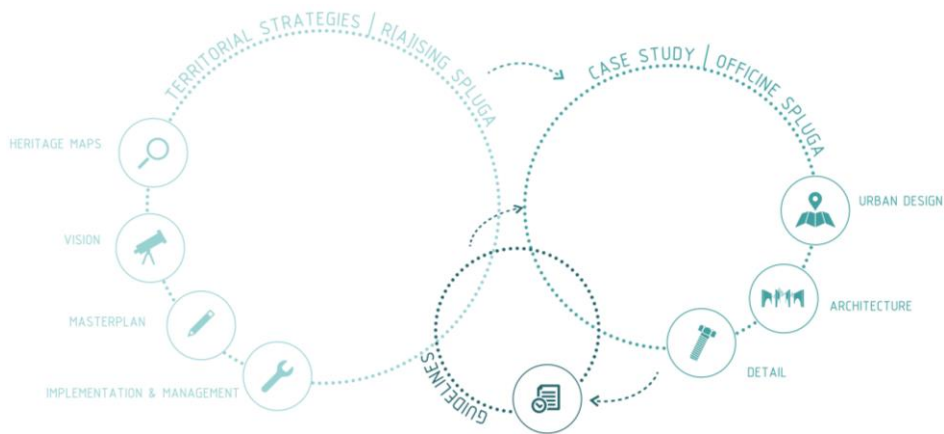 TERRITORIAL STRATEGIES | R(A)ISING SPLUGA
CASE STUDY | OFFICINE SPLUGA
HERITAGE MAPS
VISION
MASTERPLAN
IMPLEMENTATION & MANAGEMENT
GUIDELINES
URBAN DESIGN
ARCHITECTURE
DETAIL